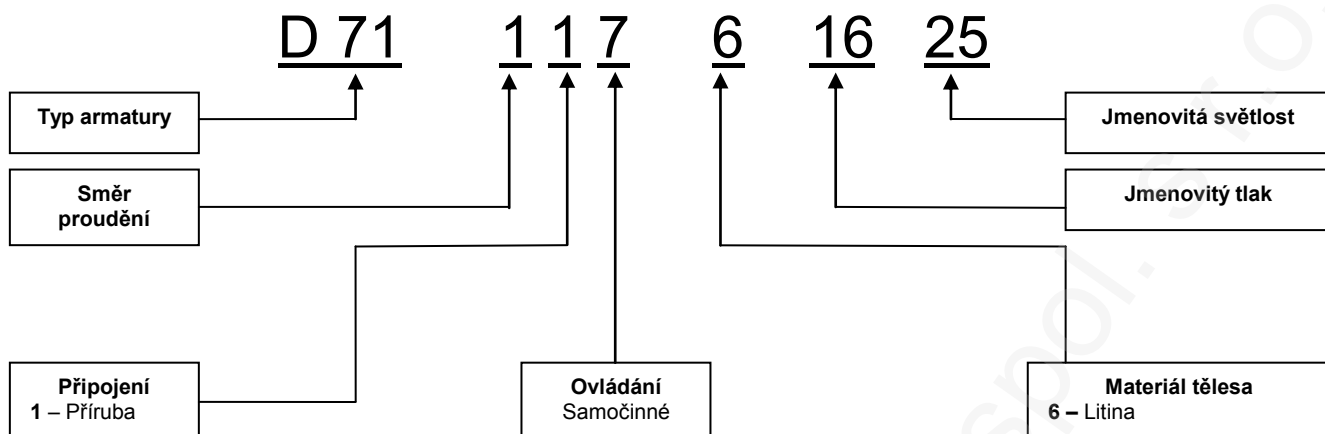 D 71 1 1 7 6 16 25
Typ armatury
Jmenovitá světlost
Směr
proudění
Jmenovitý tlak
Připojení
1 – Příruba
Ovládání
Samočinné
Materiál tělesa
6 – Litina
spol. s r.o.